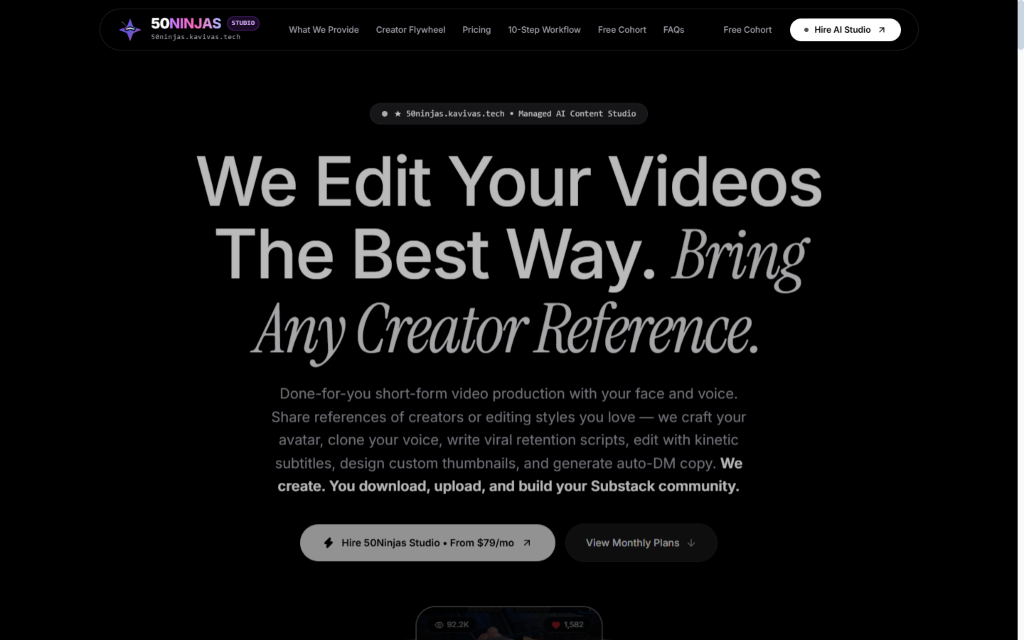 50NINJAS STUDIO
50ninjas.kavivas.tech
What We Provide Creator Flywheel Pricing 10-Step Workflow Free Cohort FAQs Free Cohort Hire AI Studio ↗
★ 50ninjas.kavivas.tech • Managed AI Content Studio
We Edit Your Videos
The Best Way. Bring
Any Creator Reference.
Done-for-you short-form video production with your face and voice.
Share references of creators or editing styles you love — we craft your
avatar, clone your voice, write viral retention scripts, edit with kinetic
subtitles, design custom thumbnails, and generate auto-DM copy. We
create. You download, upload, and build your Substack community.
Hire 50Ninjas Studio • From $79/mo ↗
View Monthly Plans ↓
92.2K 1,582